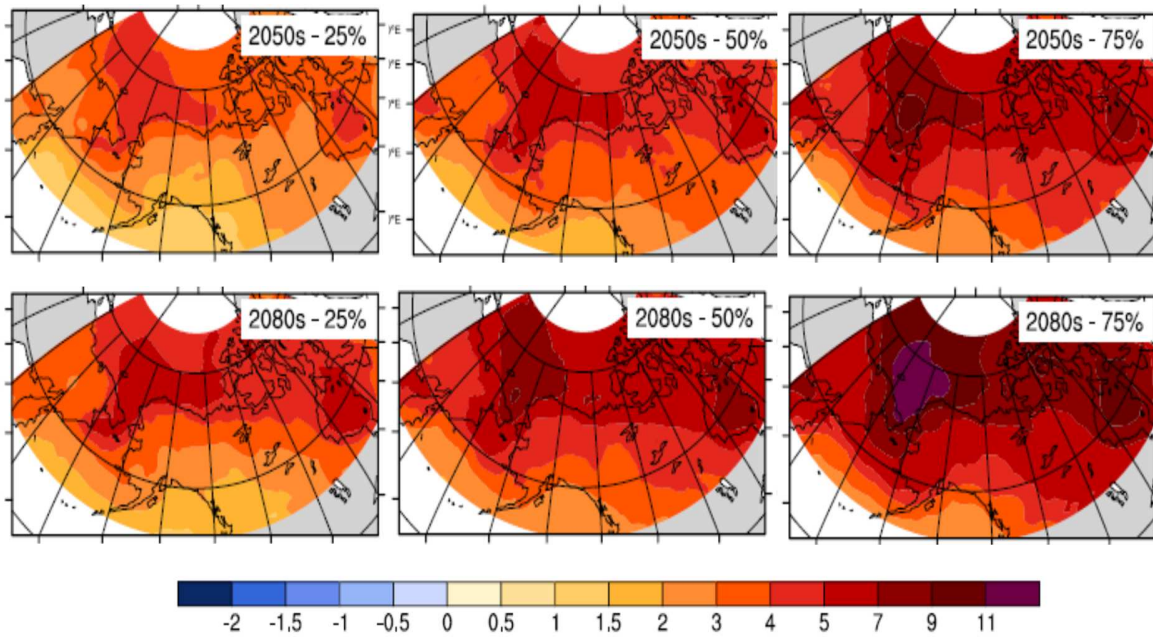 2050s - 25%
)°E
)°E
)°E
)°E
)°E
2050s - 50%
2050s - 75%
2080s - 25%
2080s - 50%
2080s - 75%
-2 -1,5 -1 -0,5 0 0,5 1 1,5 2 3 4 5 7 9 11